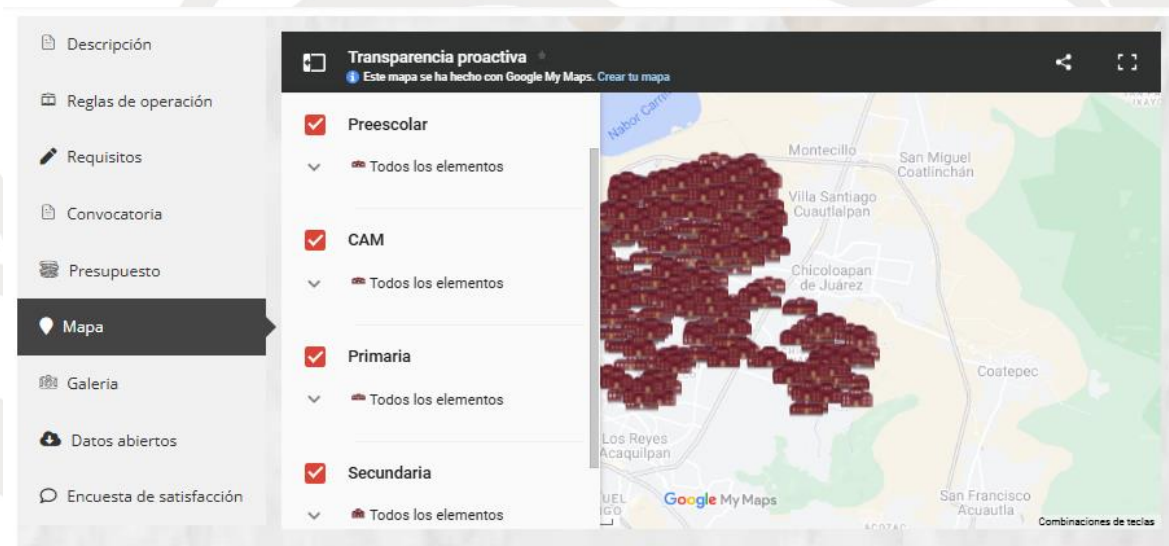 Descripción
Reglas de operación
Requisitos
Convocatoria
Presupuesto
Mapa
Galeria
Datos abiertos
Encuesta de satisfacción
Transparencia proactiva
Este mapa se ha hecho con Google My Maps. Crear tu mapa
Preescolar
Todos los elementos
CAM
Todos los elementos
Primaria
Todos los elementos
Secundaria
Todos los elementos
Nabor
Montecillo
San Miguel
Coatlinchán
Villa Santiago
Cuautlalpan
Chicoloapan
de Juárez
Coatepec
Los Reyes
Acaquilpan
San Francisco
Acuautla
Google My Maps
Combinaciones de teclas